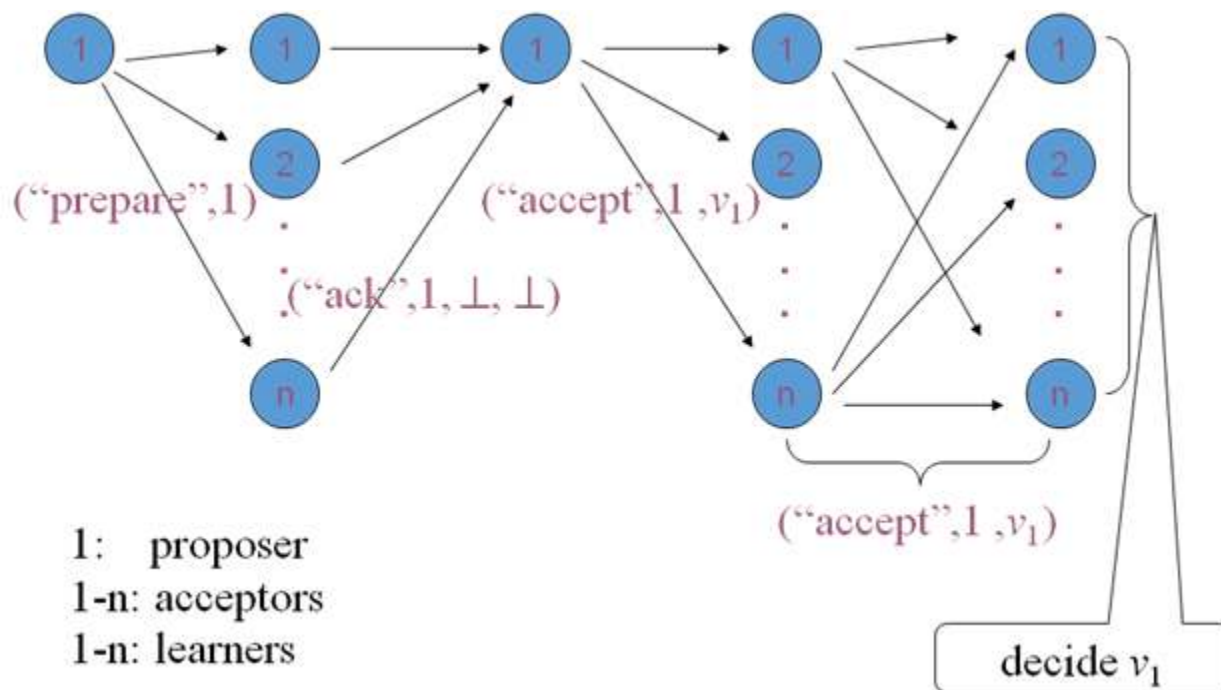 1 1 1 1 1
2 2 2
("prepare",1) ("accept",1 ,v₁)
("ack",1, ⊥, ⊥)
n n n
("accept",1 ,v₁)
1: proposer
1-n: acceptors
1-n: learners
decide v₁